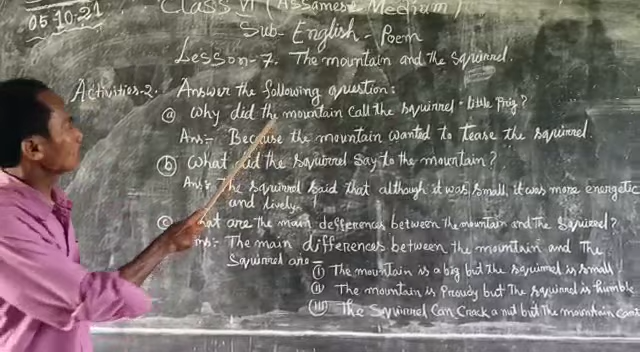 05.10.21
Class VI (Assamese Medium)
Sub- English - Poem
Lesson-7. The mountain and the squirrel.
Activities-2. Answer the following question:
(a) Why did the mountain call the squirrel "little Prig"?
Ans:- Because the mountain wanted to tease the squirrel.
(b) What did the squirrel say to the mountain?
Ans:- The squirrel said that although it was small, it was more energetic
and lively.
(c) What are the main defferences between the mountain and The Squirrel?
Ans:- The main differences between the mountain and The
Squirrel are-
(i) The mountain is a big but the squirrel is small
(ii) The mountain is Proudy but The squirrel is humble
(iii) The squirrel Can Crack a nut but The mountain Cant